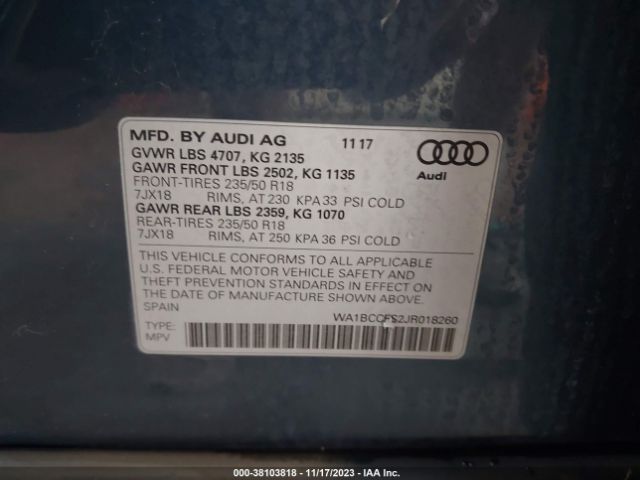 MFD. BY AUDI AG 11 17
GVWR LBS 4707, KG 2135
GAWR FRONT LBS 2502, KG 1135
FRONT-TIRES 235/50 R18
7JX18 RIMS, AT 230 KPA 33 PSI COLD
GAWR REAR LBS 2359, KG 1070
REAR-TIRES 235/50 R18
7JX18 RIMS, AT 250 KPA 36 PSI COLD
Audi
THIS VEHICLE CONFORMS TO ALL APPLICABLE
U.S. FEDERAL MOTOR VEHICLE SAFETY AND
THEFT PREVENTION STANDARDS IN EFFECT ON
THE DATE OF MANUFACTURE SHOWN ABOVE.
SPAIN
WA1BCCFS2JR018260
TYPE:
MPV
000-38103818 - 11/17/2023 - IAA Inc.